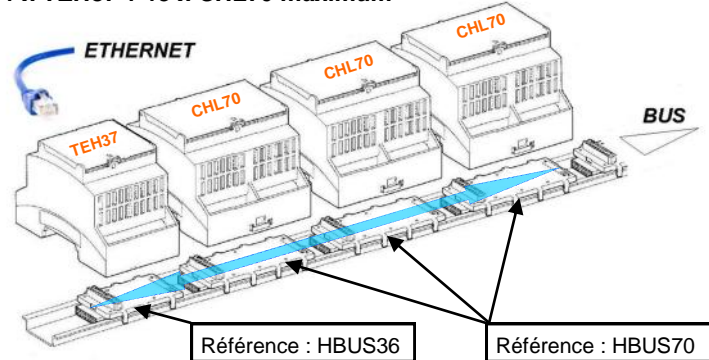 ETHERNET
CHL70
CHL70
CHL70
TEH37
BUS
Référence : HBUS36
Référence : HBUS70